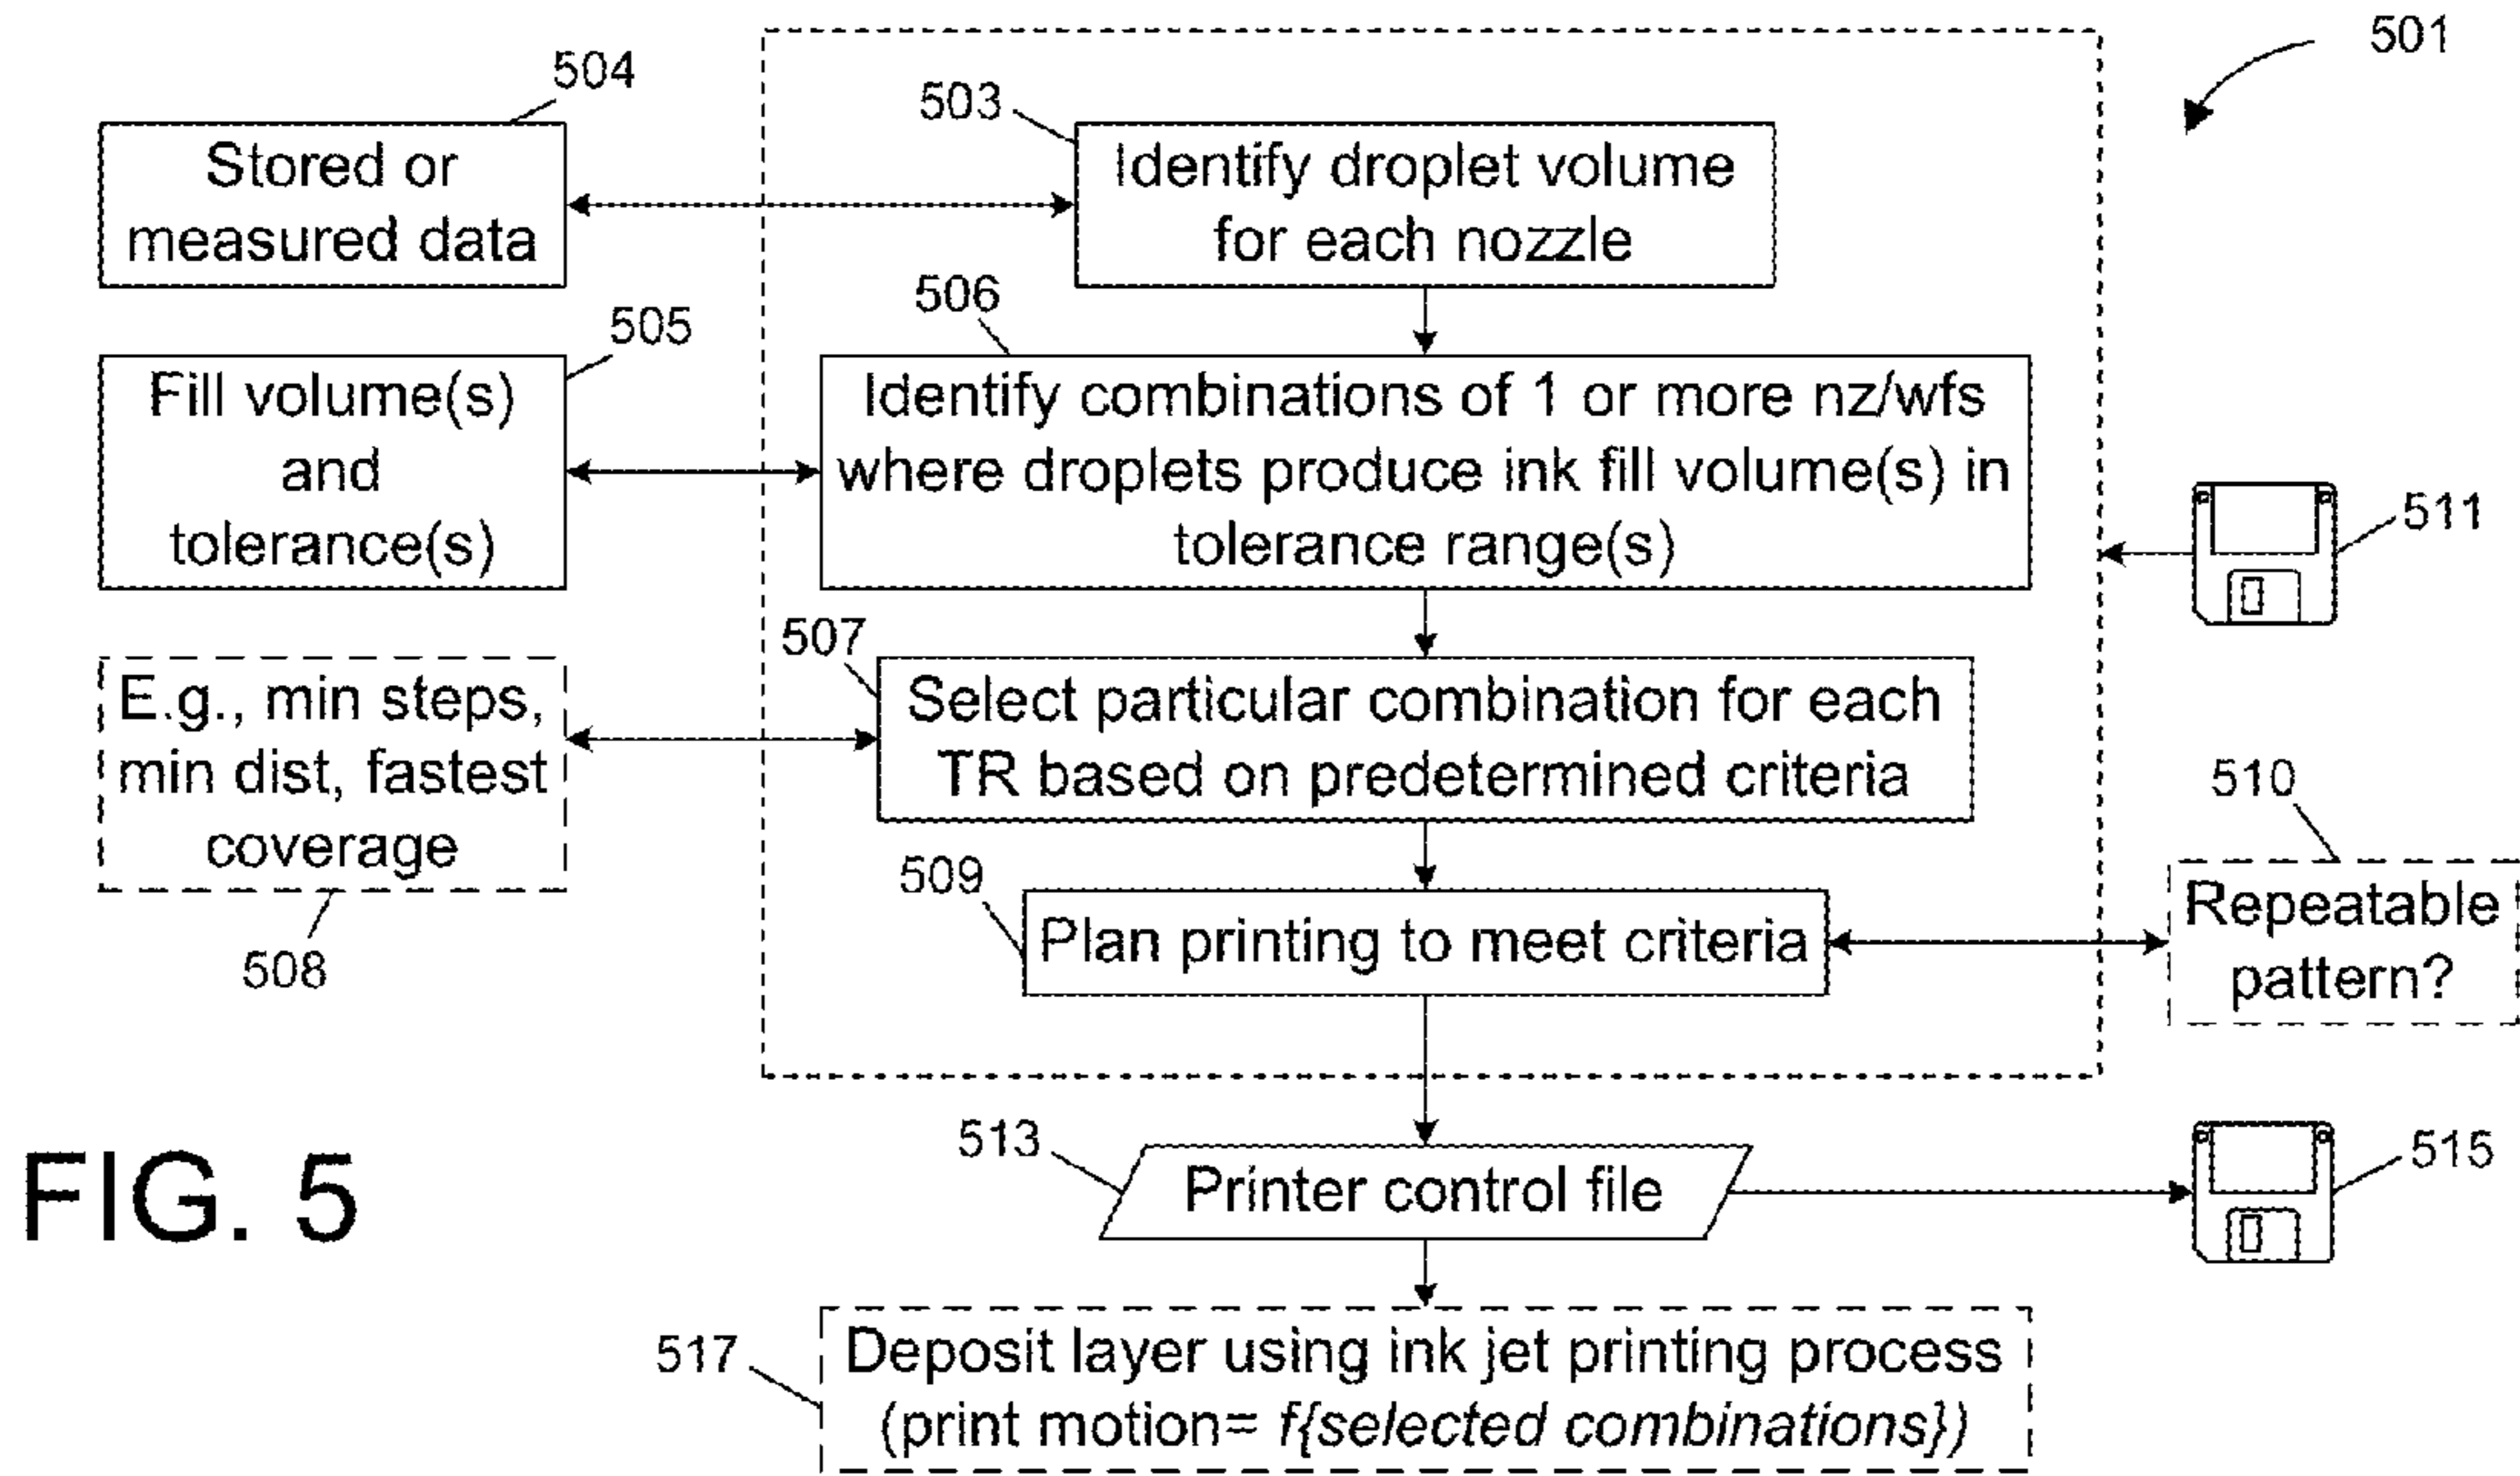 501
504
503
Stored or
measured data
Identify droplet volume
for each nozzle
506
505
Fill volume(s)
and
tolerance(s)
Identify combinations of 1 or more nz/wfs
where droplets produce ink fill volume(s) in
tolerance range(s)
511
507
E.g., min steps,
min dist, fastest
coverage
508
Select particular combination for each
TR based on predetermined criteria
510
509
Plan printing to meet criteria
Repeatable
pattern?
513
Printer control file
515
FIG. 5
517
Deposit layer using ink jet printing process
(print motion= f{selected combinations})